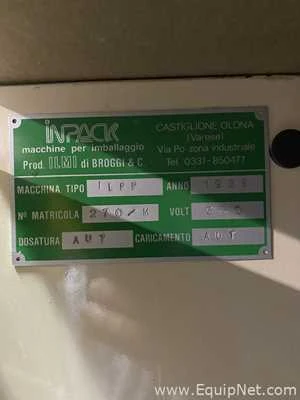 INPACK
macchine per imballaggio
Prod. ILMI di BROGGI & C.
CASTIGLIONE OLONA
(Varese)
Via Po zona industriale
Tel. 0331-850477
MACCHINA TIPO ILPP ANNO
N° MATRICOLA 270/M VOLT
DOSATURA AUT CARICAMENTO AUT
© www.EquipNet.com